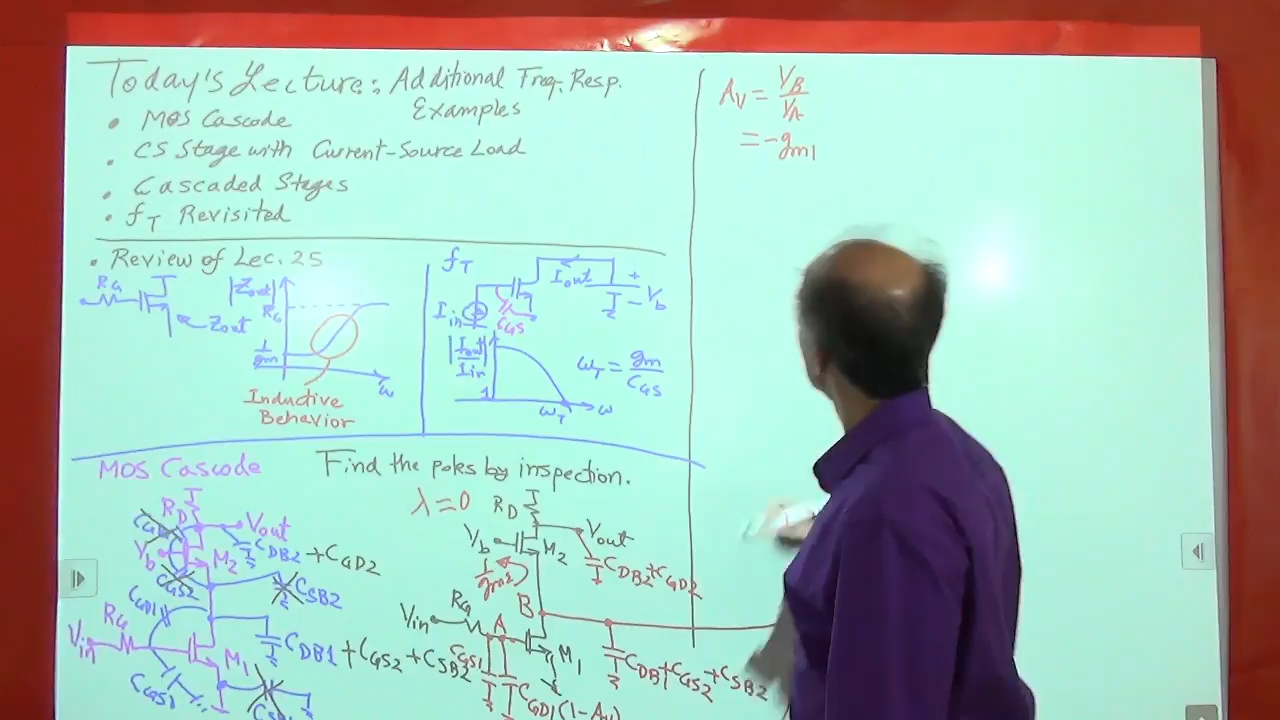 Today's Lecture: Additional Freq. Resp.
Examples
• MOS Cascode
• CS Stage with Current-Source Load
• Cascaded Stages
• fT Revisited
• Review of Lec. 25
RG
Zout
|Zout|
RG
1/gm
ω
Inductive
Behavior
fT
Iout
+
− Vb
Iin
CGS
|Iout/Iin|
1
ωT
ω
ωT = gm/CGS
MOS Cascode
Find the poles by inspection.
RD
Vout
Vb
M2
CGS2
CDB2 + CGD2
CSB2
CGD1
RG
Vin
M1
CDB1 + CGS2 + CSB2
CGS1
λ=0
RD
Vb
M2
Vout
CDB2+CGD2
1/gm2
B
RG
Vin
A
M1
CGS1
CGD1(1-Av)
CDB1+CGS2+CSB2
Av = VB/VA
= -gm1